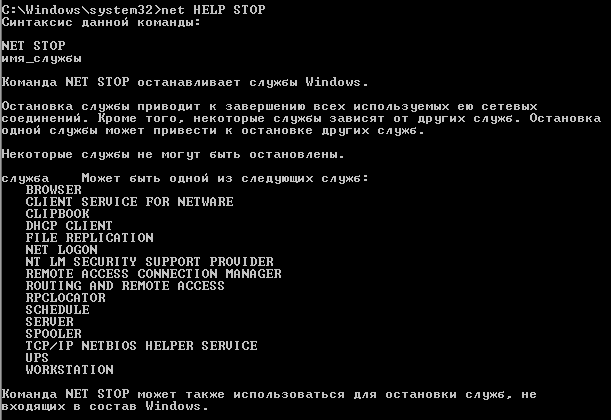 C:\Windows\system32>net HELP STOP
Синтаксис данной команды:
NET STOP
имя_службы
Команда NET STOP останавливает службы Windows.
Остановка службы приводит к завершению всех используемых ею сетевых
соединений. Кроме того, некоторые службы зависят от других служб. Остановка
одной службы может привести к остановке других служб.
Некоторые службы не могут быть остановлены.
служба    Может быть одной из следующих служб:
BROWSER
CLIENT SERVICE FOR NETWARE
CLIPBOOK
DHCP CLIENT
FILE REPLICATION
NET LOGON
NT LM SECURITY SUPPORT PROVIDER
REMOTE ACCESS CONNECTION MANAGER
ROUTING AND REMOTE ACCESS
RPCLOCATOR
SCHEDULE
SERVER
SPOOLER
TCP/IP NETBIOS HELPER SERVICE
UPS
WORKSTATION
Команда NET STOP может также использоваться для остановки служб, не
входящих в состав Windows.